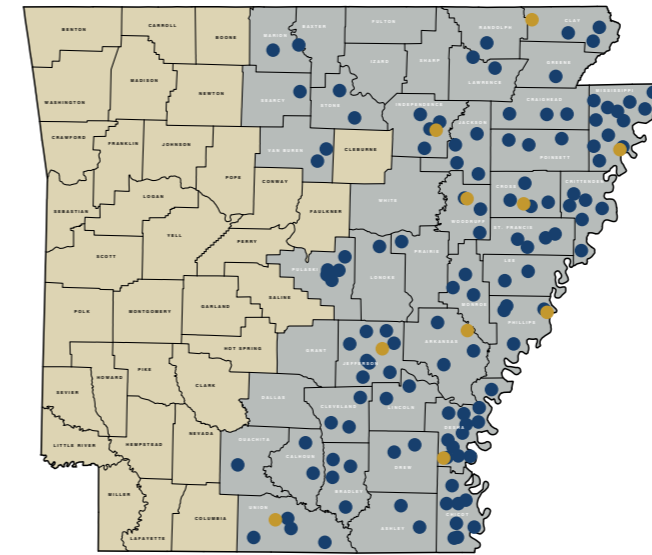 BENTON
CARROLL
BOONE
MARION
BAXTER
FULTON
RANDOLPH
CLAY
IZARD
SHARP
GREENE
LAWRENCE
WASHINGTON
MADISON
NEWTON
SEARCY
STONE
INDEPENDENCE
JACKSON
CRAIGHEAD
MISSISSIPPI
CRAWFORD
FRANKLIN
JOHNSON
VAN BUREN
CLEBURNE
POISSETT
POPE
CONWAY
CROSS
CRITTENDEN
LOGAN
SEBASTIAN
FAULKNER
WHITE
WOODRUFF
ST. FRANCIS
YELL
PERRY
SCOTT
PULASKI
LONOKE
PRAIRIE
LEE
SALINE
GARLAND
POLK
MONTGOMERY
MONROE
PHILLIPS
HOT SPRING
GRANT
JEFFERSON
ARKANSAS
PIKE
HOWARD
CLARK
SEVIER
DALLAS
CLEVELAND
LINCOLN
DESHA
NEVADA
LITTLE RIVER
HEMPSTEAD
OUACHITA
CALHOUN
DREW
BRADLEY
MILLER
COLUMBIA
UNION
ASHLEY
CHICOT
LAFAYETTE